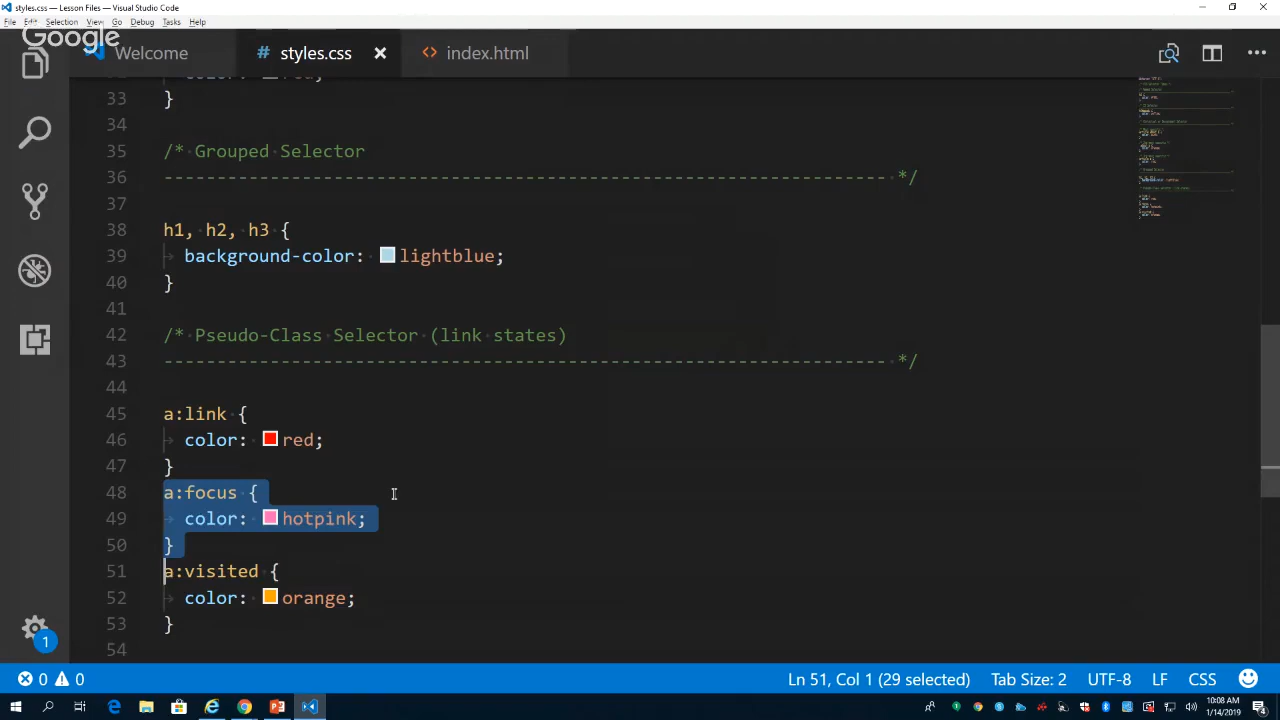 styles.css — Lesson Files — Visual Studio Code
File Edit Selection View Go Debug Tasks Help
Google
Welcome # styles.css × <> index.html
33 }
34
35 /* Grouped Selector
36 --------------------------------------------------------------------- */
37
38 h1, h2, h3 {
39 background-color: lightblue;
40 }
41
42 /* Pseudo-Class Selector (link states)
43 --------------------------------------------------------------------- */
44
45 a:link {
46 color: red;
47 }
48 a:focus {
49 color: hotpink;
50 }
51 a:visited {
52 color: orange;
53 }
54
1
0 0 Ln 51, Col 1 (29 selected) Tab Size: 2 UTF-8 LF CSS
10:08 AM
1/14/2019